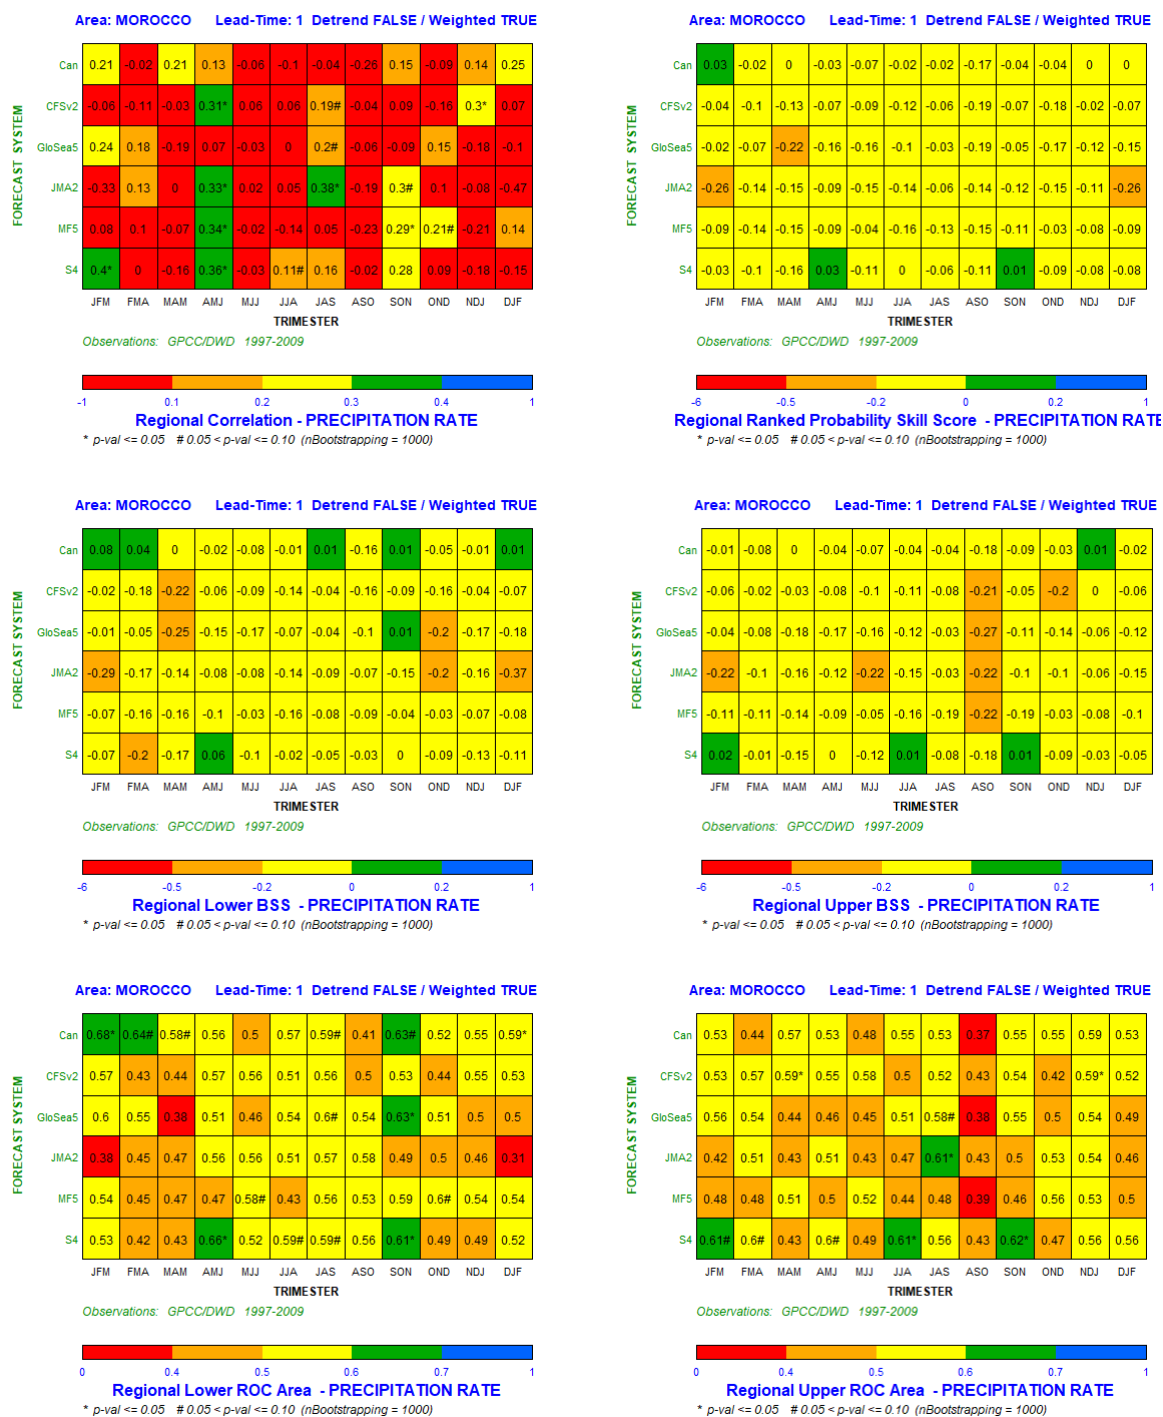 Area: MOROCCO Lead-Time: 1 Detrend FALSE / Weighted TRUE
FORECAST SYSTEM
Can 0.21 -0.02 0.21 0.13 -0.06 -0.1 -0.04 -0.26 0.15 -0.09 0.14 0.25
CFSv2 -0.06 -0.11 -0.03 0.31* 0.06 0.06 0.19# -0.04 0.09 -0.16 0.3* 0.07
GloSea5 0.24 0.18 -0.19 0.07 -0.03 0 0.2# -0.06 -0.09 0.15 -0.18 -0.1
JMA2 -0.33 0.13 0 0.33* 0.02 0.05 0.38* -0.19 0.3# 0.1 -0.08 -0.47
MF5 0.08 0.1 -0.07 0.34* -0.02 -0.14 0.05 -0.23 0.29* 0.21# -0.21 0.14
S4 0.4* 0 -0.16 0.36* -0.03 0.11# 0.16 -0.02 0.28 0.09 -0.18 -0.15
JFM FMA MAM AMJ MJJ JJA JAS ASO SON OND NDJ DJF
TRIMESTER
Observations: GPCC/DWD 1997-2009
-1 0.1 0.2 0.3 0.4 1
Regional Correlation - PRECIPITATION RATE
* p-val <= 0.05 # 0.05 < p-val <= 0.10 (nBootstrapping = 1000)
Area: MOROCCO Lead-Time: 1 Detrend FALSE / Weighted TRUE
FORECAST SYSTEM
Can 0.03 -0.02 0 -0.03 -0.07 -0.02 -0.02 -0.17 -0.04 -0.04 0 0
CFSv2 -0.04 -0.1 -0.13 -0.07 -0.09 -0.12 -0.06 -0.19 -0.07 -0.18 -0.02 -0.07
GloSea5 -0.02 -0.07 -0.22 -0.16 -0.16 -0.1 -0.03 -0.19 -0.05 -0.17 -0.12 -0.15
JMA2 -0.26 -0.14 -0.15 -0.09 -0.15 -0.14 -0.06 -0.14 -0.12 -0.15 -0.11 -0.26
MF5 -0.09 -0.14 -0.15 -0.09 -0.04 -0.16 -0.13 -0.15 -0.11 -0.03 -0.08 -0.09
S4 -0.03 -0.1 -0.16 0.03 -0.11 0 -0.06 -0.11 0.01 -0.09 -0.08 -0.08
JFM FMA MAM AMJ MJJ JJA JAS ASO SON OND NDJ DJF
TRIMESTER
Observations: GPCC/DWD 1997-2009
-6 -0.5 -0.2 0 0.2 1
Regional Ranked Probability Skill Score - PRECIPITATION RATE
* p-val <= 0.05 # 0.05 < p-val <= 0.10 (nBootstrapping = 1000)
Area: MOROCCO Lead-Time: 1 Detrend FALSE / Weighted TRUE
FORECAST SYSTEM
Can 0.08 0.04 0 -0.02 -0.08 -0.01 0.01 -0.16 0.01 -0.05 -0.01 0.01
CFSv2 -0.02 -0.18 -0.22 -0.06 -0.09 -0.14 -0.04 -0.16 -0.09 -0.16 -0.04 -0.07
GloSea5 -0.01 -0.05 -0.25 -0.15 -0.17 -0.07 -0.04 -0.1 0.01 -0.2 -0.17 -0.18
JMA2 -0.29 -0.17 -0.14 -0.08 -0.08 -0.14 -0.09 -0.07 -0.15 -0.2 -0.16 -0.37
MF5 -0.07 -0.16 -0.16 -0.1 -0.03 -0.16 -0.08 -0.09 -0.04 -0.03 -0.07 -0.08
S4 -0.07 -0.2 -0.17 0.06 -0.1 -0.02 -0.05 -0.03 0 -0.09 -0.13 -0.11
JFM FMA MAM AMJ MJJ JJA JAS ASO SON OND NDJ DJF
TRIMESTER
Observations: GPCC/DWD 1997-2009
-6 -0.5 -0.2 0 0.2 1
Regional Lower BSS - PRECIPITATION RATE
* p-val <= 0.05 # 0.05 < p-val <= 0.10 (nBootstrapping = 1000)
Area: MOROCCO Lead-Time: 1 Detrend FALSE / Weighted TRUE
FORECAST SYSTEM
Can -0.01 -0.08 0 -0.04 -0.07 -0.04 -0.04 -0.18 -0.09 -0.03 0.01 -0.02
CFSv2 -0.06 -0.02 -0.03 -0.08 -0.1 -0.11 -0.08 -0.21 -0.05 -0.2 0 -0.06
GloSea5 -0.04 -0.08 -0.18 -0.17 -0.16 -0.12 -0.03 -0.27 -0.11 -0.14 -0.06 -0.12
JMA2 -0.22 -0.1 -0.16 -0.12 -0.22 -0.15 -0.03 -0.22 -0.1 -0.1 -0.06 -0.15
MF5 -0.11 -0.11 -0.14 -0.09 -0.05 -0.16 -0.19 -0.22 -0.19 -0.03 -0.08 -0.1
S4 0.02 -0.01 -0.15 0 -0.12 0.01 -0.08 -0.18 0.01 -0.09 -0.03 -0.05
JFM FMA MAM AMJ MJJ JJA JAS ASO SON OND NDJ DJF
TRIMESTER
Observations: GPCC/DWD 1997-2009
-6 -0.5 -0.2 0 0.2 1
Regional Upper BSS - PRECIPITATION RATE
* p-val <= 0.05 # 0.05 < p-val <= 0.10 (nBootstrapping = 1000)
Area: MOROCCO Lead-Time: 1 Detrend FALSE / Weighted TRUE
FORECAST SYSTEM
Can 0.68* 0.64# 0.58# 0.56 0.5 0.57 0.59# 0.41 0.63# 0.52 0.55 0.59*
CFSv2 0.57 0.43 0.44 0.57 0.56 0.51 0.56 0.5 0.53 0.44 0.55 0.53
GloSea5 0.6 0.55 0.38 0.51 0.46 0.54 0.6# 0.54 0.63* 0.51 0.5 0.5
JMA2 0.38 0.45 0.47 0.56 0.56 0.51 0.57 0.58 0.49 0.5 0.46 0.31
MF5 0.54 0.45 0.47 0.47 0.58# 0.43 0.56 0.53 0.59 0.6# 0.54 0.54
S4 0.53 0.42 0.43 0.66* 0.52 0.59# 0.59# 0.56 0.61* 0.49 0.49 0.52
JFM FMA MAM AMJ MJJ JJA JAS ASO SON OND NDJ DJF
TRIMESTER
Observations: GPCC/DWD 1997-2009
0 0.4 0.5 0.6 0.7 1
Regional Lower ROC Area - PRECIPITATION RATE
* p-val <= 0.05 # 0.05 < p-val <= 0.10 (nBootstrapping = 1000)
Area: MOROCCO Lead-Time: 1 Detrend FALSE / Weighted TRUE
FORECAST SYSTEM
Can 0.53 0.44 0.57 0.53 0.48 0.55 0.53 0.37 0.55 0.55 0.59 0.53
CFSv2 0.53 0.57 0.59* 0.55 0.58 0.5 0.52 0.43 0.54 0.42 0.59* 0.52
GloSea5 0.56 0.54 0.44 0.46 0.45 0.51 0.58# 0.38 0.55 0.5 0.54 0.49
JMA2 0.42 0.51 0.43 0.51 0.43 0.47 0.61* 0.43 0.5 0.53 0.54 0.46
MF5 0.48 0.48 0.51 0.5 0.52 0.44 0.48 0.39 0.46 0.56 0.53 0.5
S4 0.61# 0.6# 0.43 0.6# 0.49 0.61* 0.56 0.43 0.62* 0.47 0.56 0.56
JFM FMA MAM AMJ MJJ JJA JAS ASO SON OND NDJ DJF
TRIMESTER
Observations: GPCC/DWD 1997-2009
0 0.4 0.5 0.6 0.7 1
Regional Upper ROC Area - PRECIPITATION RATE
* p-val <= 0.05 # 0.05 < p-val <= 0.10 (nBootstrapping = 1000)